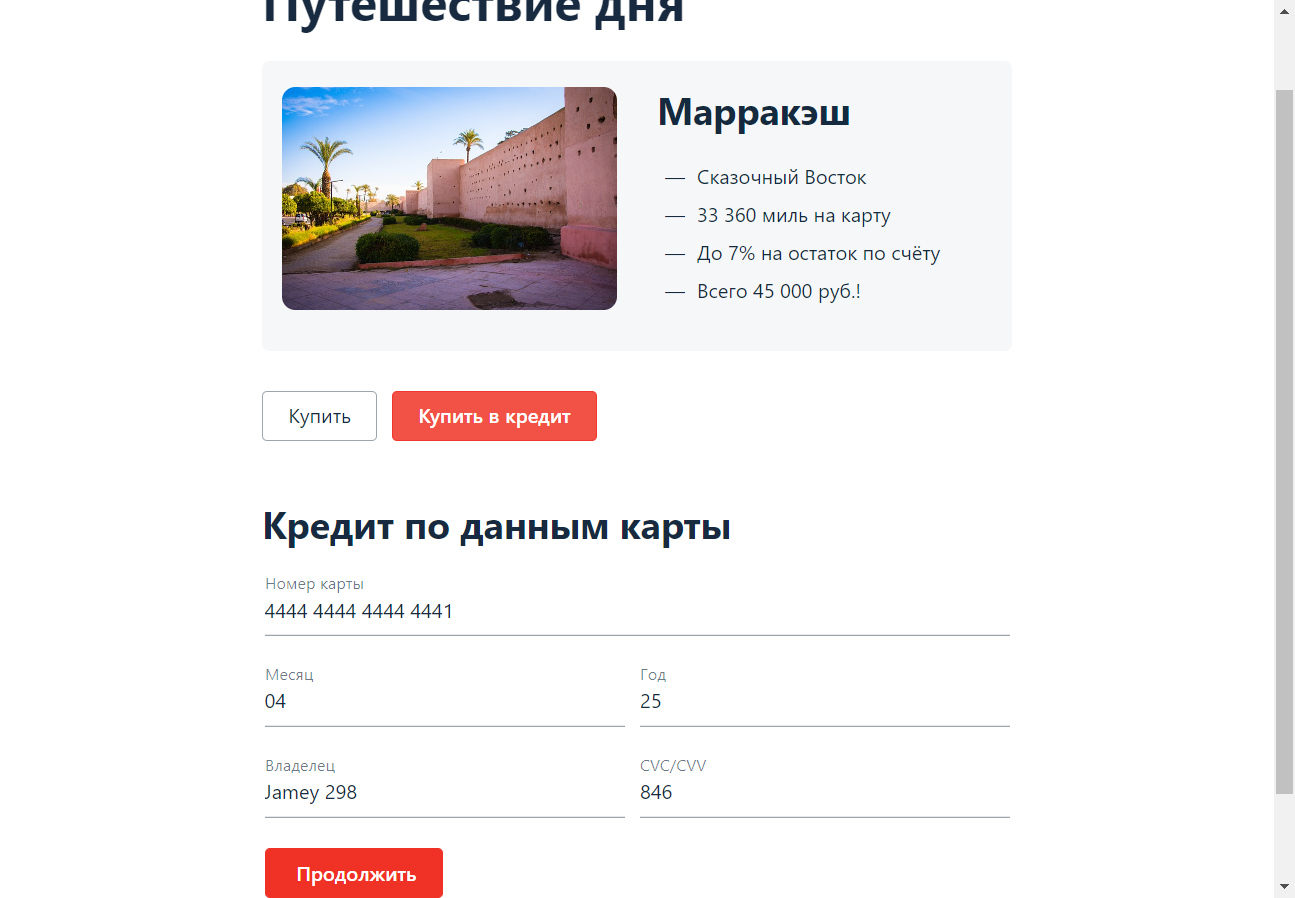 Путешествие дня
Марракэш
— Сказочный Восток
— 33 360 миль на карту
— До 7% на остаток по счёту
— Всего 45 000 руб.!
Купить
Купить в кредит
Кредит по данным карты
Номер карты
4444 4444 4444 4441
Месяц
Год
04
25
Владелец
CVC/CVV
Jamey 298
846
Продолжить